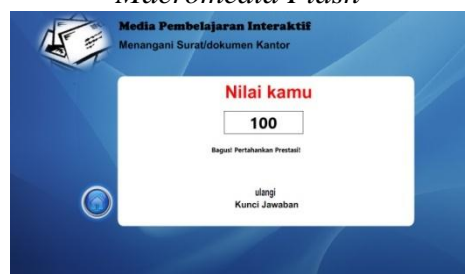 Macromedia Flash
Media Pembelajaran Interaktif
Menangani Surat/dokumen Kantor
Nilai kamu
100
Bagus! Pertahankan Prestasi!
ulangi
Kunci Jawaban